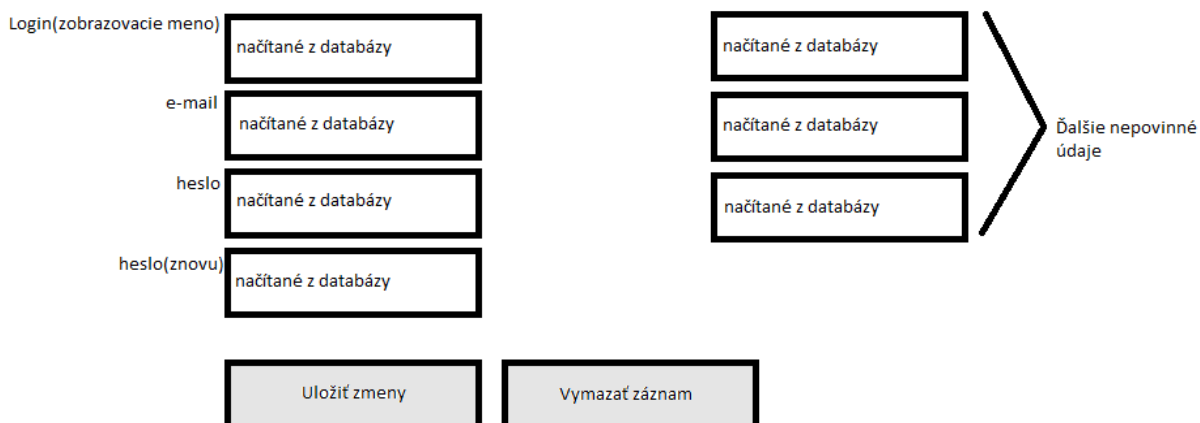 Login(zobrazovacie meno)
načítané z databázy
e-mail
načítané z databázy
heslo
načítané z databázy
heslo(znovu)
načítané z databázy
načítané z databázy
načítané z databázy
načítané z databázy
Ďalšie nepovinné
údaje
Uložiť zmeny
Vymazať záznam